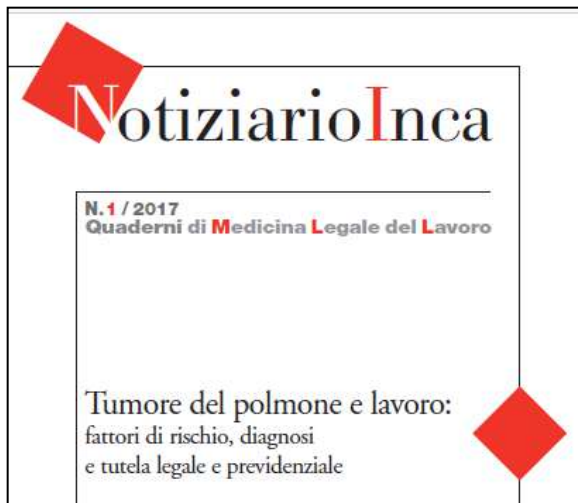 NotiziarioInca
N.1 / 2017
Quaderni di Medicina Legale del Lavoro
Tumore del polmone e lavoro:
fattori di rischio, diagnosi
e tutela legale e previdenziale